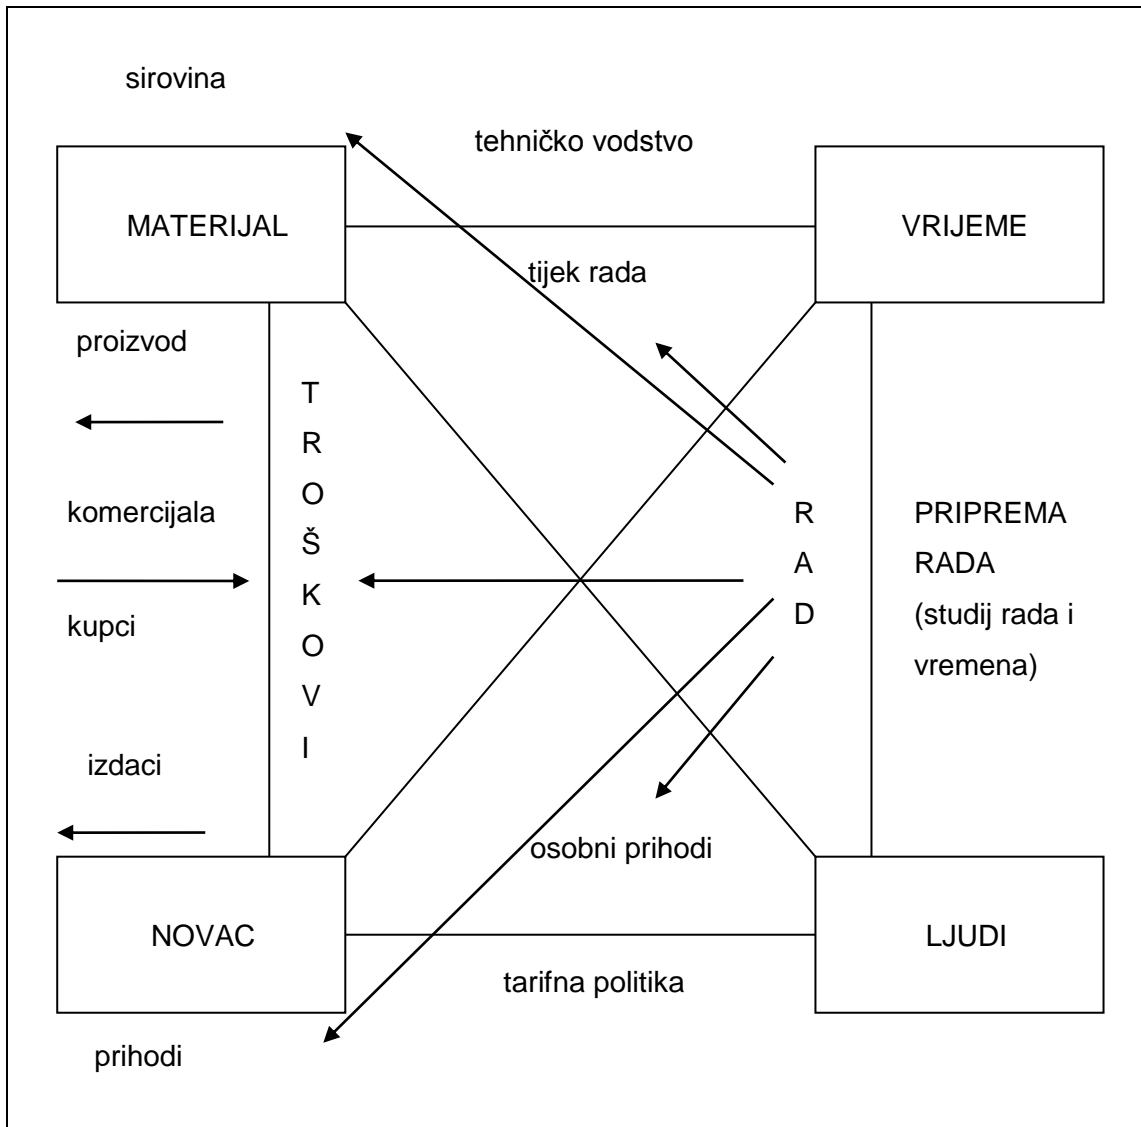 sirovina
tehničko vodstvo
MATERIJAL
VRIJEME
tijek rada
proizvod
T
R
O
Š
K
O
V
I
komercijala
kupci
izdaci
R
A
D
PRIPREMA
RADA
(studij rada i
vremena)
osobni prihodi
NOVAC
LJUDI
tarifna politika
prihodi